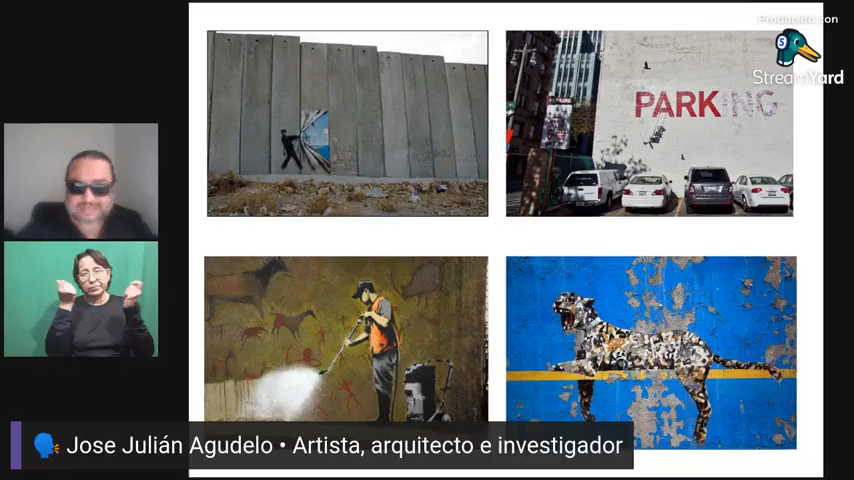 Producido con
StreamYard
PARKING
Jose Julián Agudelo • Artista, arquitecto e investigador